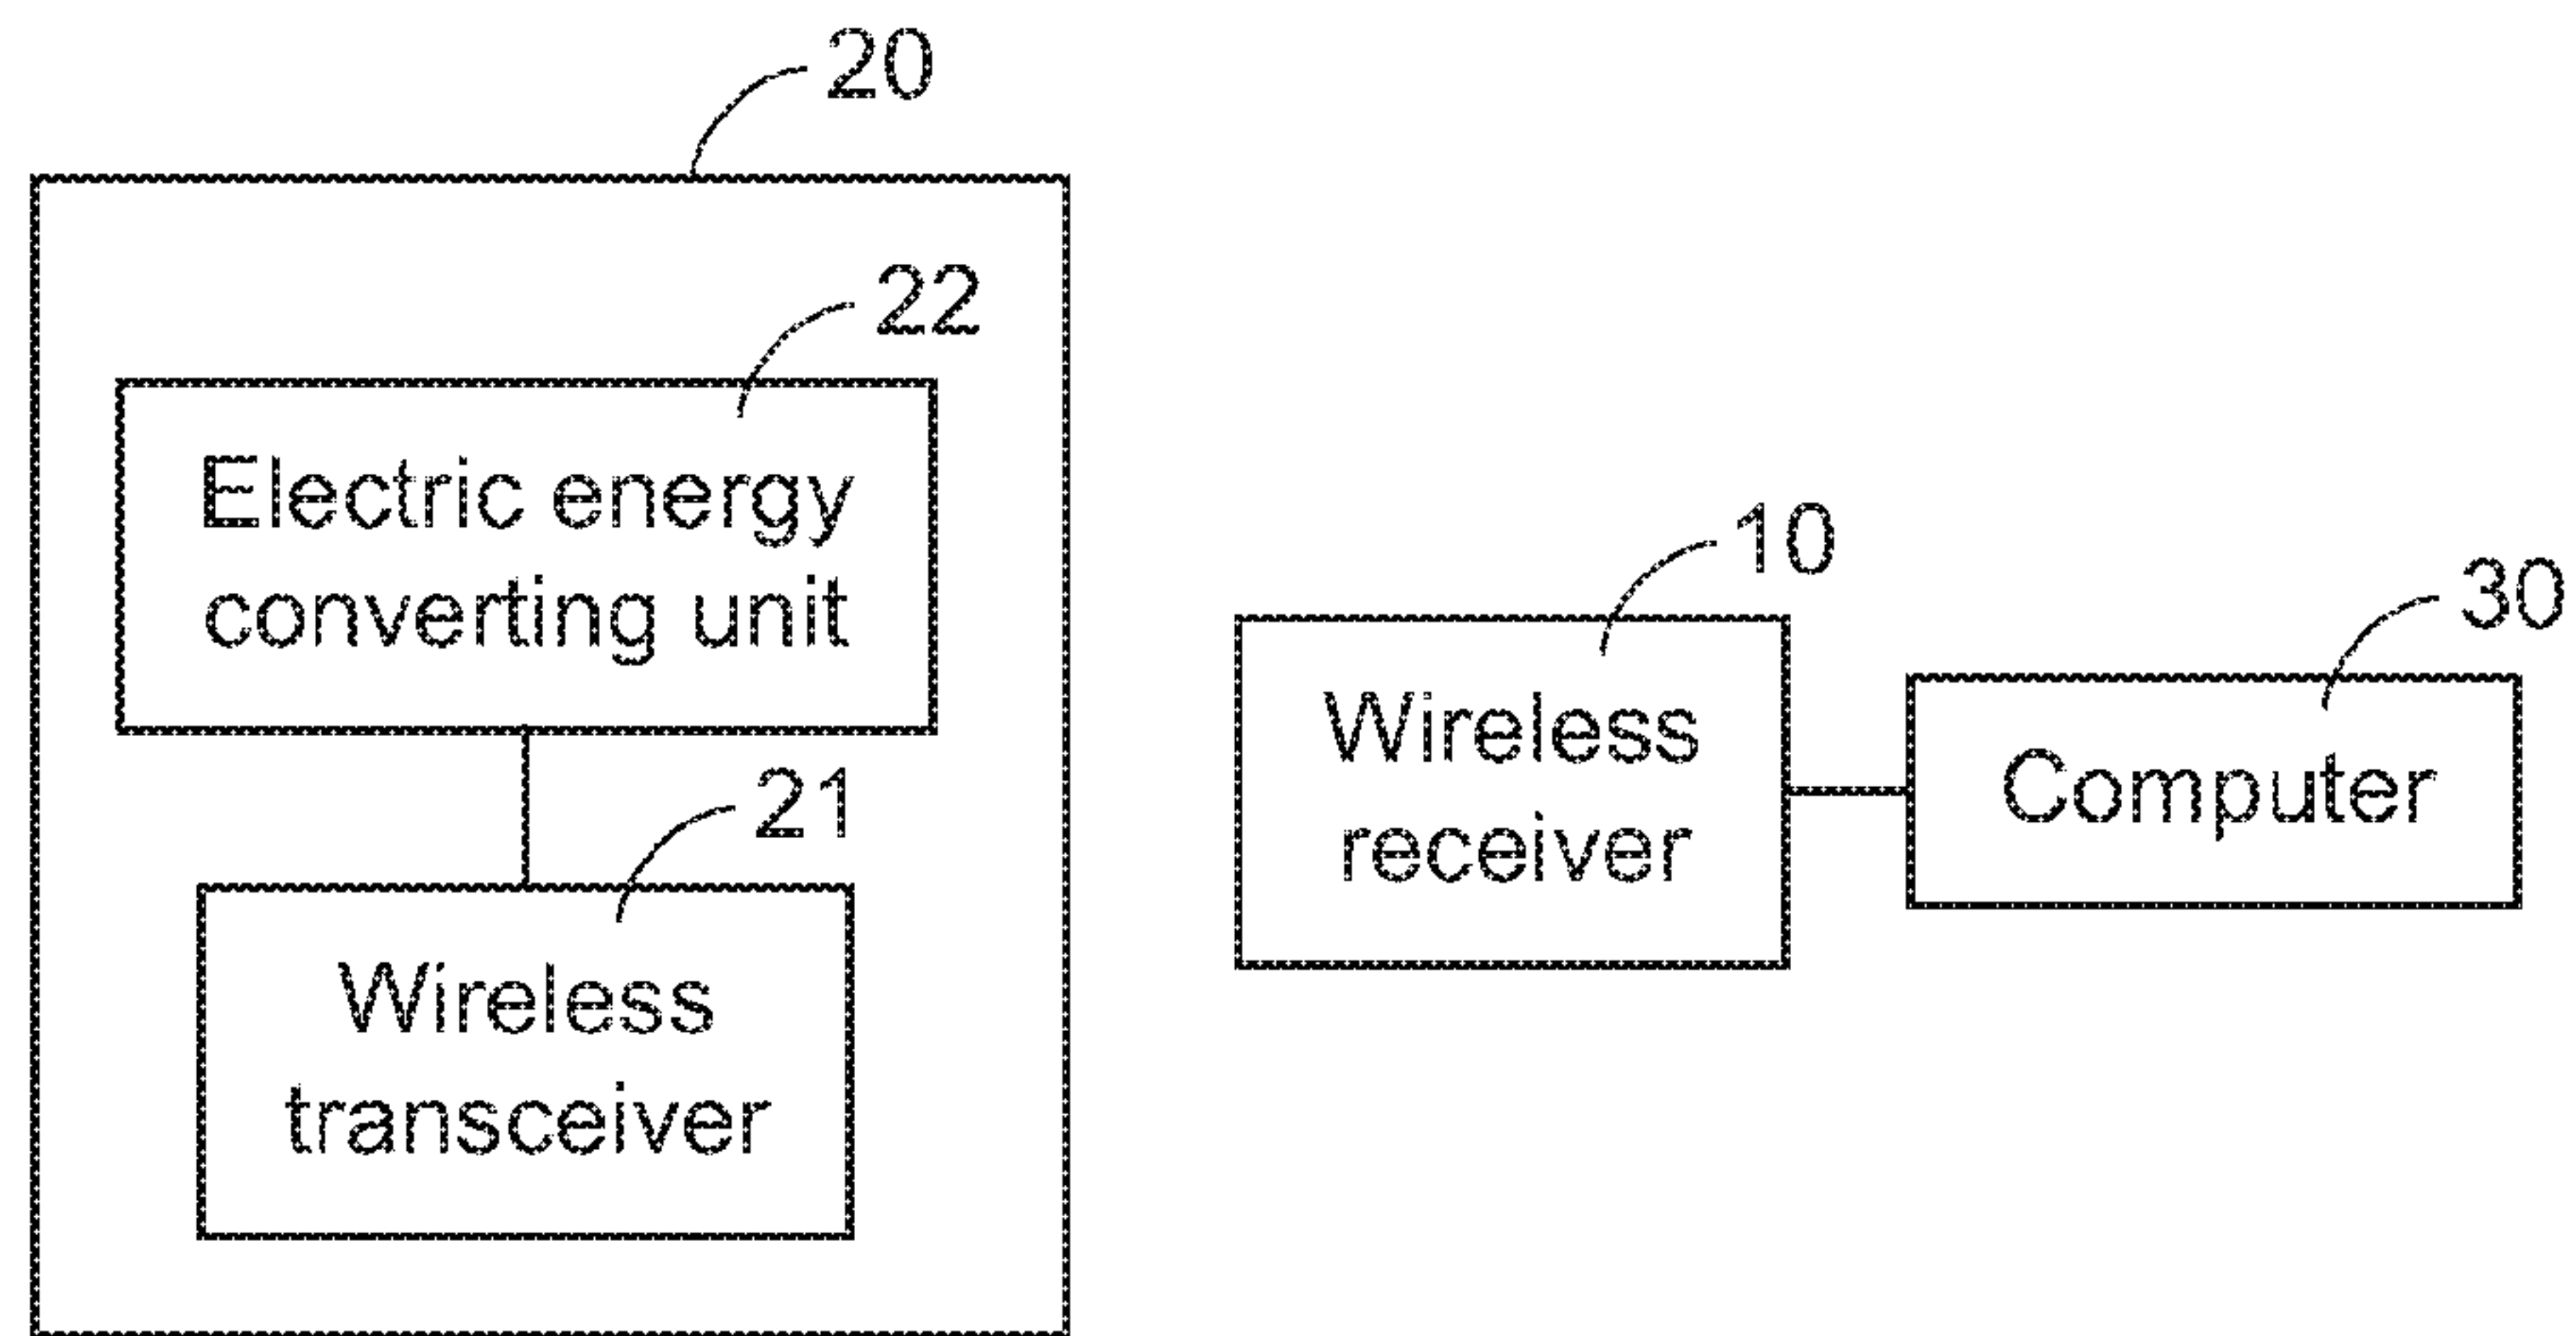 20
22
Electric energy
converting unit
21
Wireless
transceiver
10
Wireless
receiver
30
Computer